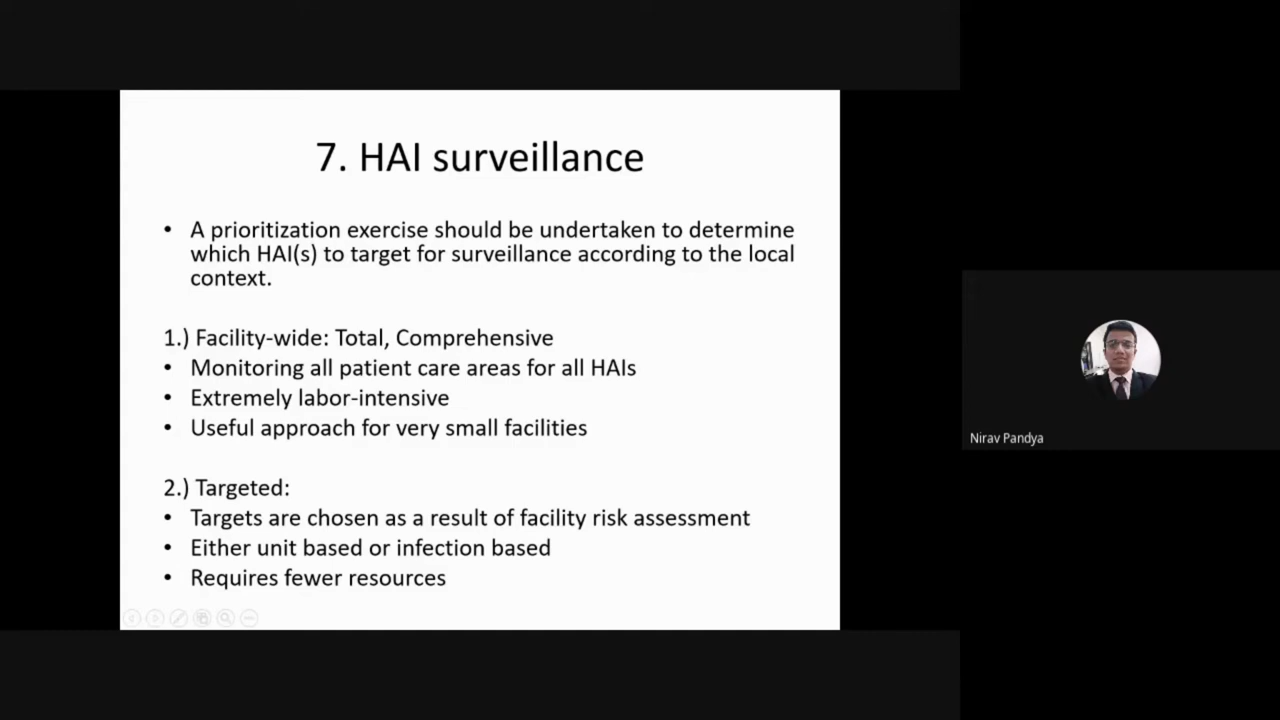 7. HAI surveillance
• A prioritization exercise should be undertaken to determine
which HAI(s) to target for surveillance according to the local
context.
1.) Facility-wide: Total, Comprehensive
• Monitoring all patient care areas for all HAIs
• Extremely labor-intensive
• Useful approach for very small facilities
2.) Targeted:
• Targets are chosen as a result of facility risk assessment
• Either unit based or infection based
• Requires fewer resources
Nirav Pandya